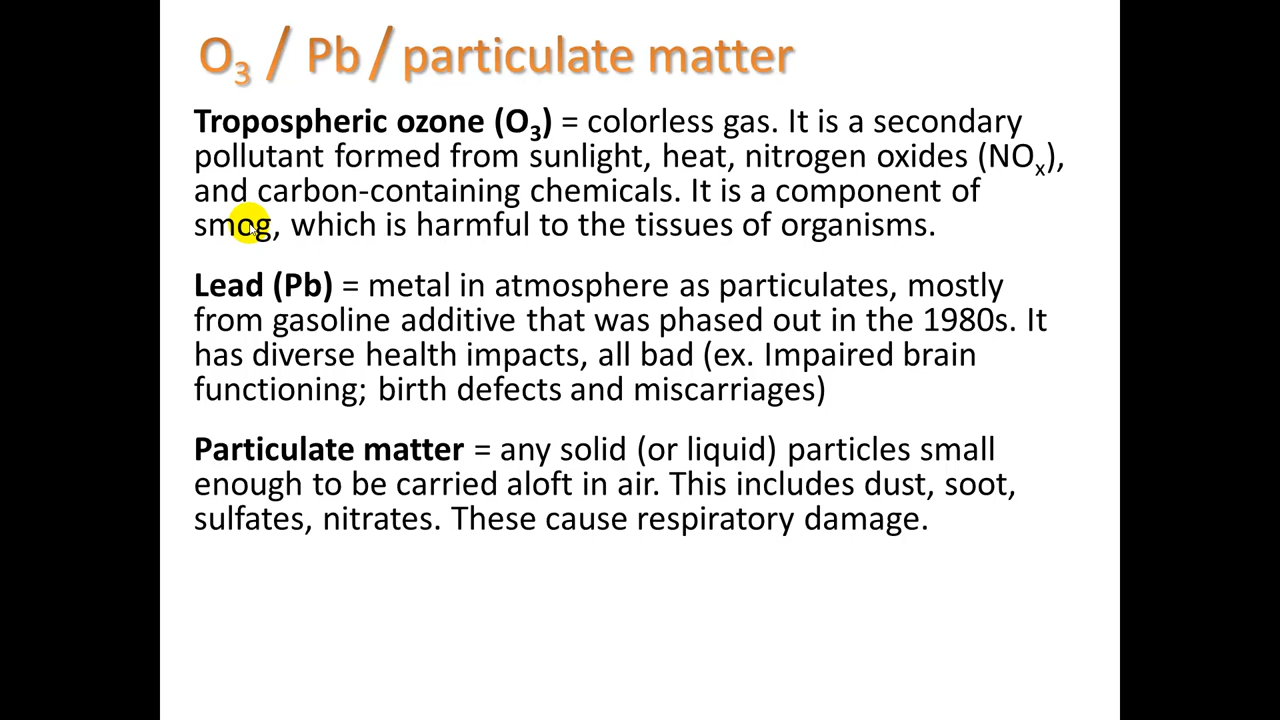 O₃ / Pb / particulate matter
Tropospheric ozone (O₃) = colorless gas. It is a secondary
pollutant formed from sunlight, heat, nitrogen oxides (NOₓ),
and carbon-containing chemicals. It is a component of
smog, which is harmful to the tissues of organisms.
Lead (Pb) = metal in atmosphere as particulates, mostly
from gasoline additive that was phased out in the 1980s. It
has diverse health impacts, all bad (ex. Impaired brain
functioning; birth defects and miscarriages)
Particulate matter = any solid (or liquid) particles small
enough to be carried aloft in air. This includes dust, soot,
sulfates, nitrates. These cause respiratory damage.